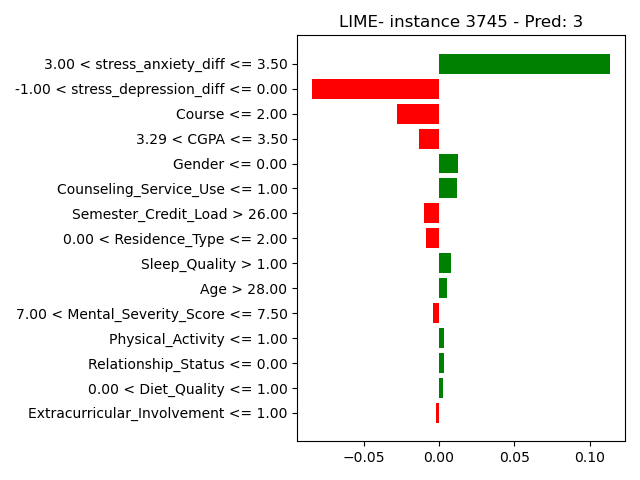 LIME- instance 3745 - Pred: 3
3.00 < stress_anxiety_diff <= 3.50
-1.00 < stress_depression_diff <= 0.00
Course <= 2.00
3.29 < CGPA <= 3.50
Gender <= 0.00
Counseling_Service_Use <= 1.00
Semester_Credit_Load > 26.00
0.00 < Residence_Type <= 2.00
Sleep_Quality > 1.00
Age > 28.00
7.00 < Mental_Severity_Score <= 7.50
Physical_Activity <= 1.00
Relationship_Status <= 0.00
0.00 < Diet_Quality <= 1.00
Extracurricular_Involvement <= 1.00
−0.05 0.00 0.05 0.10